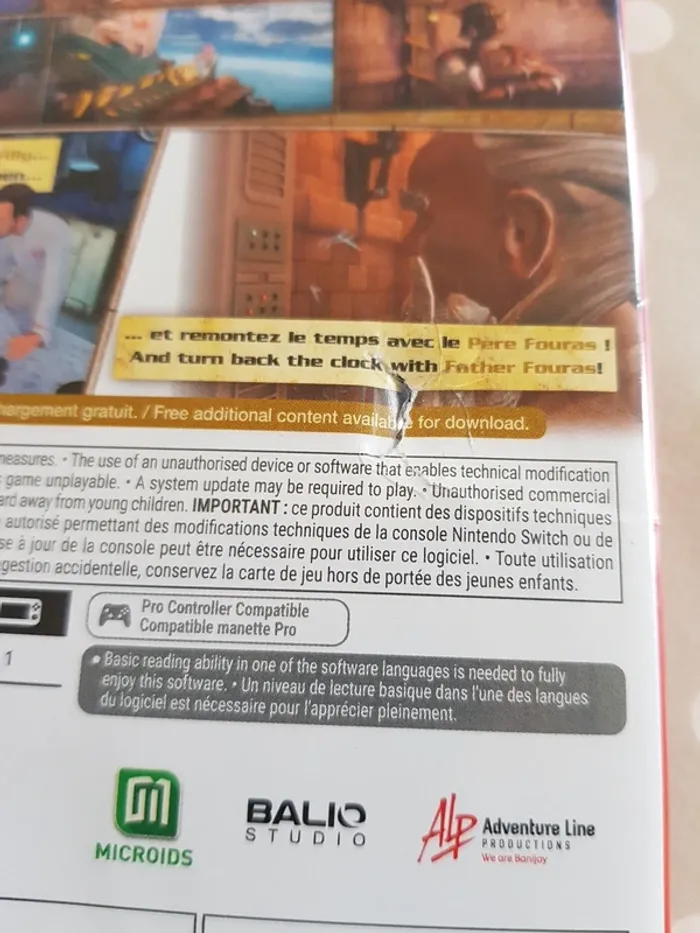 ... et remontez le temps avec le Père Fouras !
And turn back the clock with Father Fouras!
hargement gratuit. / Free additional content available for download.
measures. • The use of an unauthorised device or software that enables technical modification
game unplayable. • A system update may be required to play. • Unauthorised commercial
ard away from young children. IMPORTANT : ce produit contient des dispositifs techniques
autorisé permettant des modifications techniques de la console Nintendo Switch ou de
se à jour de la console peut être nécessaire pour utiliser ce logiciel. • Toute utilisation
gestion accidentelle, conservez la carte de jeu hors de portée des jeunes enfants.
Pro Controller Compatible
Compatible manette Pro
1
• Basic reading ability in one of the software languages is needed to fully
enjoy this software. • Un niveau de lecture basique dans l'une des langues
du logiciel est nécessaire pour l'apprécier pleinement.
MICROIDS
BALIO
STUDIO
ALP
Adventure Line
PRODUCTIONS
We are Banijay